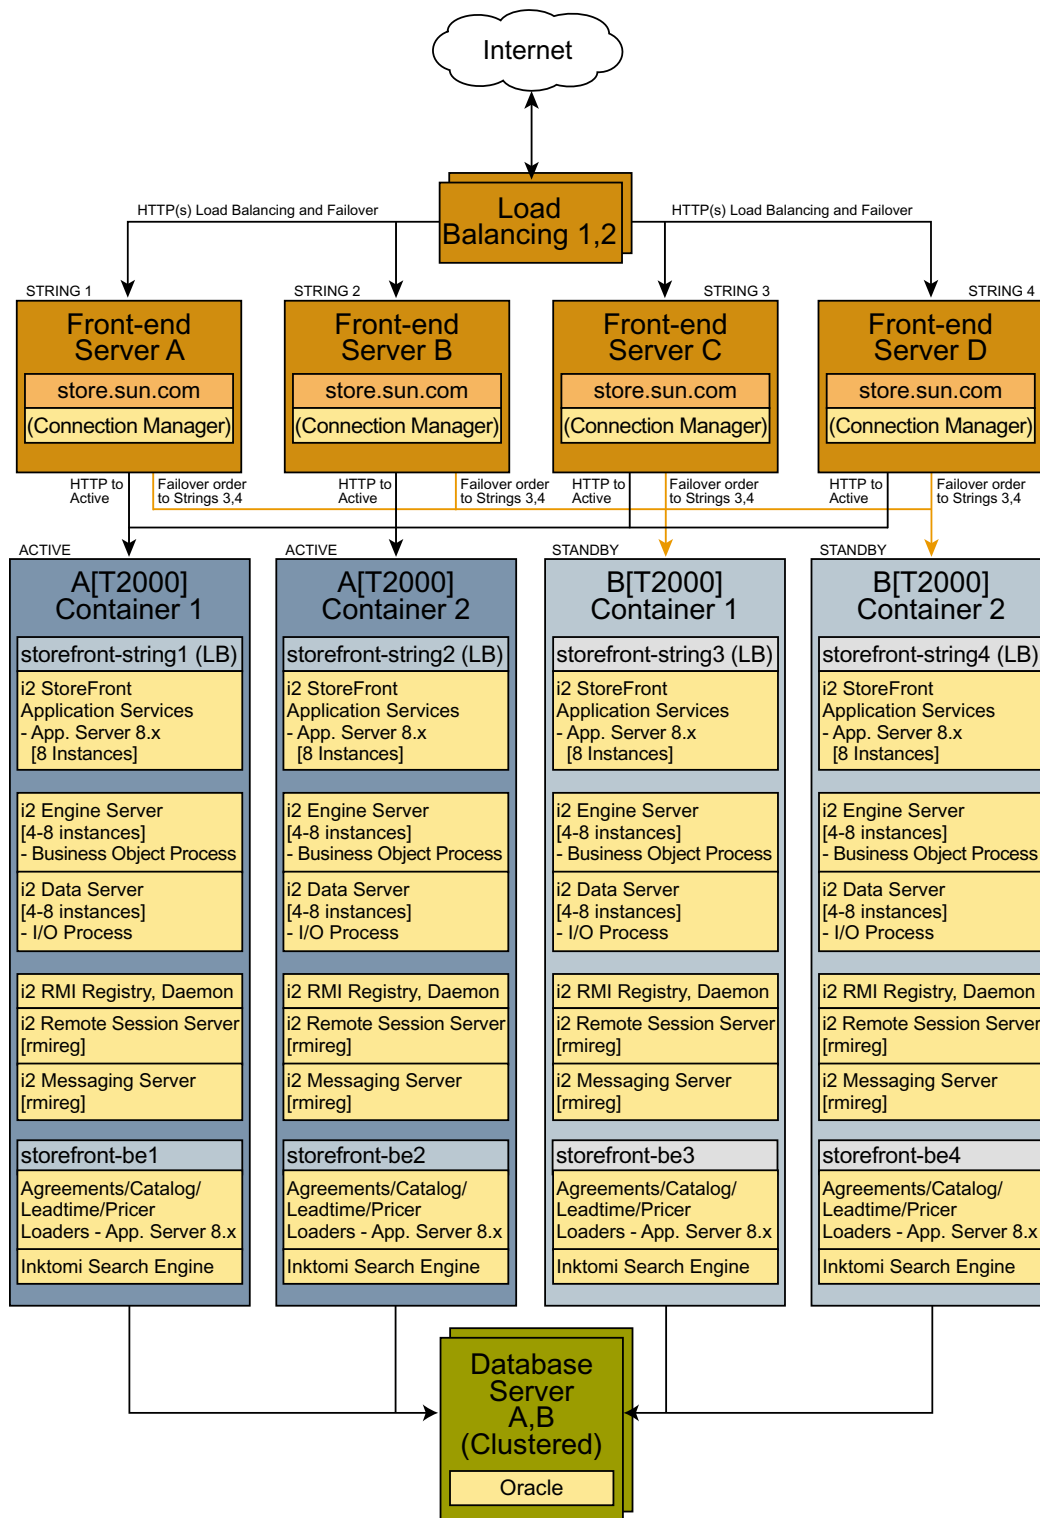 Internet
Load
Balancing 1,2
HTTP(s) Load Balancing and Failover
HTTP(s) Load Balancing and Failover
STRING 1
Front-end
Server A
store.sun.com
(Connection Manager)
STRING 2
Front-end
Server B
store.sun.com
(Connection Manager)
STRING 3
Front-end
Server C
store.sun.com
(Connection Manager)
STRING 4
Front-end
Server D
store.sun.com
(Connection Manager)
HTTP to
Active
Failover order
to Strings 3,4
HTTP to
Active
Failover order
to Strings 3,4
HTTP to
Active
Failover order
to Strings 3,4
HTTP to
Active
Failover order
to Strings 3,4
ACTIVE
A[T2000]
Container 1
storefront-string1 (LB)
i2 StoreFront
Application Services
- App. Server 8.x
[8 Instances]
i2 Engine Server
[4-8 instances]
- Business Object Process
i2 Data Server
[4-8 instances]
- I/O Process
i2 RMI Registry, Daemon
i2 Remote Session Server
[rmireg]
i2 Messaging Server
[rmireg]
storefront-be1
Agreements/Catalog/
Leadtime/Pricer
Loaders - App. Server 8.x
Inktomi Search Engine
ACTIVE
A[T2000]
Container 2
storefront-string2 (LB)
i2 StoreFront
Application Services
- App. Server 8.x
[8 Instances]
i2 Engine Server
[4-8 instances]
- Business Object Process
i2 Data Server
[4-8 instances]
- I/O Process
i2 RMI Registry, Daemon
i2 Remote Session Server
[rmireg]
i2 Messaging Server
[rmireg]
storefront-be2
Agreements/Catalog/
Leadtime/Pricer
Loaders - App. Server 8.x
Inktomi Search Engine
STANDBY
B[T2000]
Container 1
storefront-string3 (LB)
i2 StoreFront
Application Services
- App. Server 8.x
[8 Instances]
i2 Engine Server
[4-8 instances]
- Business Object Process
i2 Data Server
[4-8 instances]
- I/O Process
i2 RMI Registry, Daemon
i2 Remote Session Server
[rmireg]
i2 Messaging Server
[rmireg]
storefront-be3
Agreements/Catalog/
Leadtime/Pricer
Loaders - App. Server 8.x
Inktomi Search Engine
STANDBY
B[T2000]
Container 2
storefront-string4 (LB)
i2 StoreFront
Application Services
- App. Server 8.x
[8 Instances]
i2 Engine Server
[4-8 instances]
- Business Object Process
i2 Data Server
[4-8 instances]
- I/O Process
i2 RMI Registry, Daemon
i2 Remote Session Server
[rmireg]
i2 Messaging Server
[rmireg]
storefront-be4
Agreements/Catalog/
Leadtime/Pricer
Loaders - App. Server 8.x
Inktomi Search Engine
Database
Server
A,B
(Clustered)
Oracle